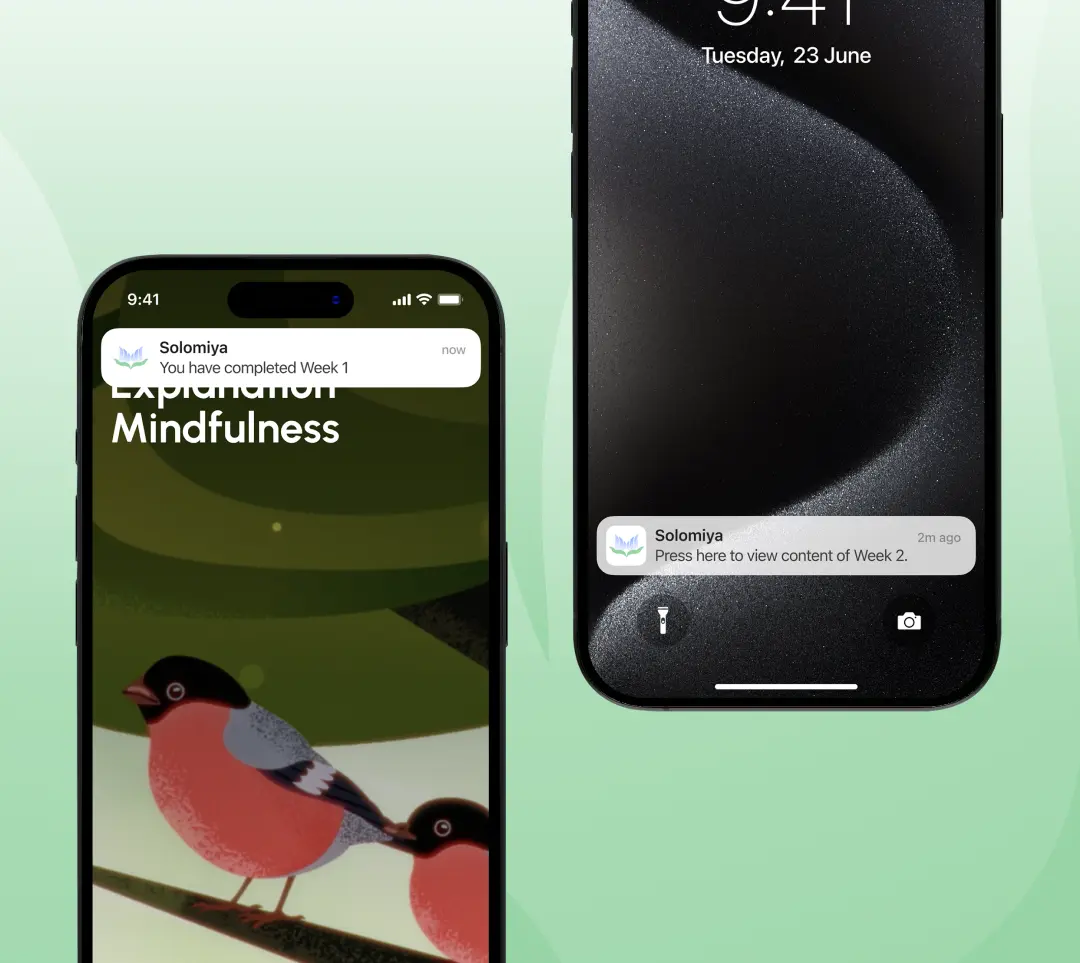 9:41
Tuesday, 23 June
Solomiya
2m ago
Press here to view content of Week 2.
9:41
Solomiya
now
You have completed Week 1
Explanation
Mindfulness